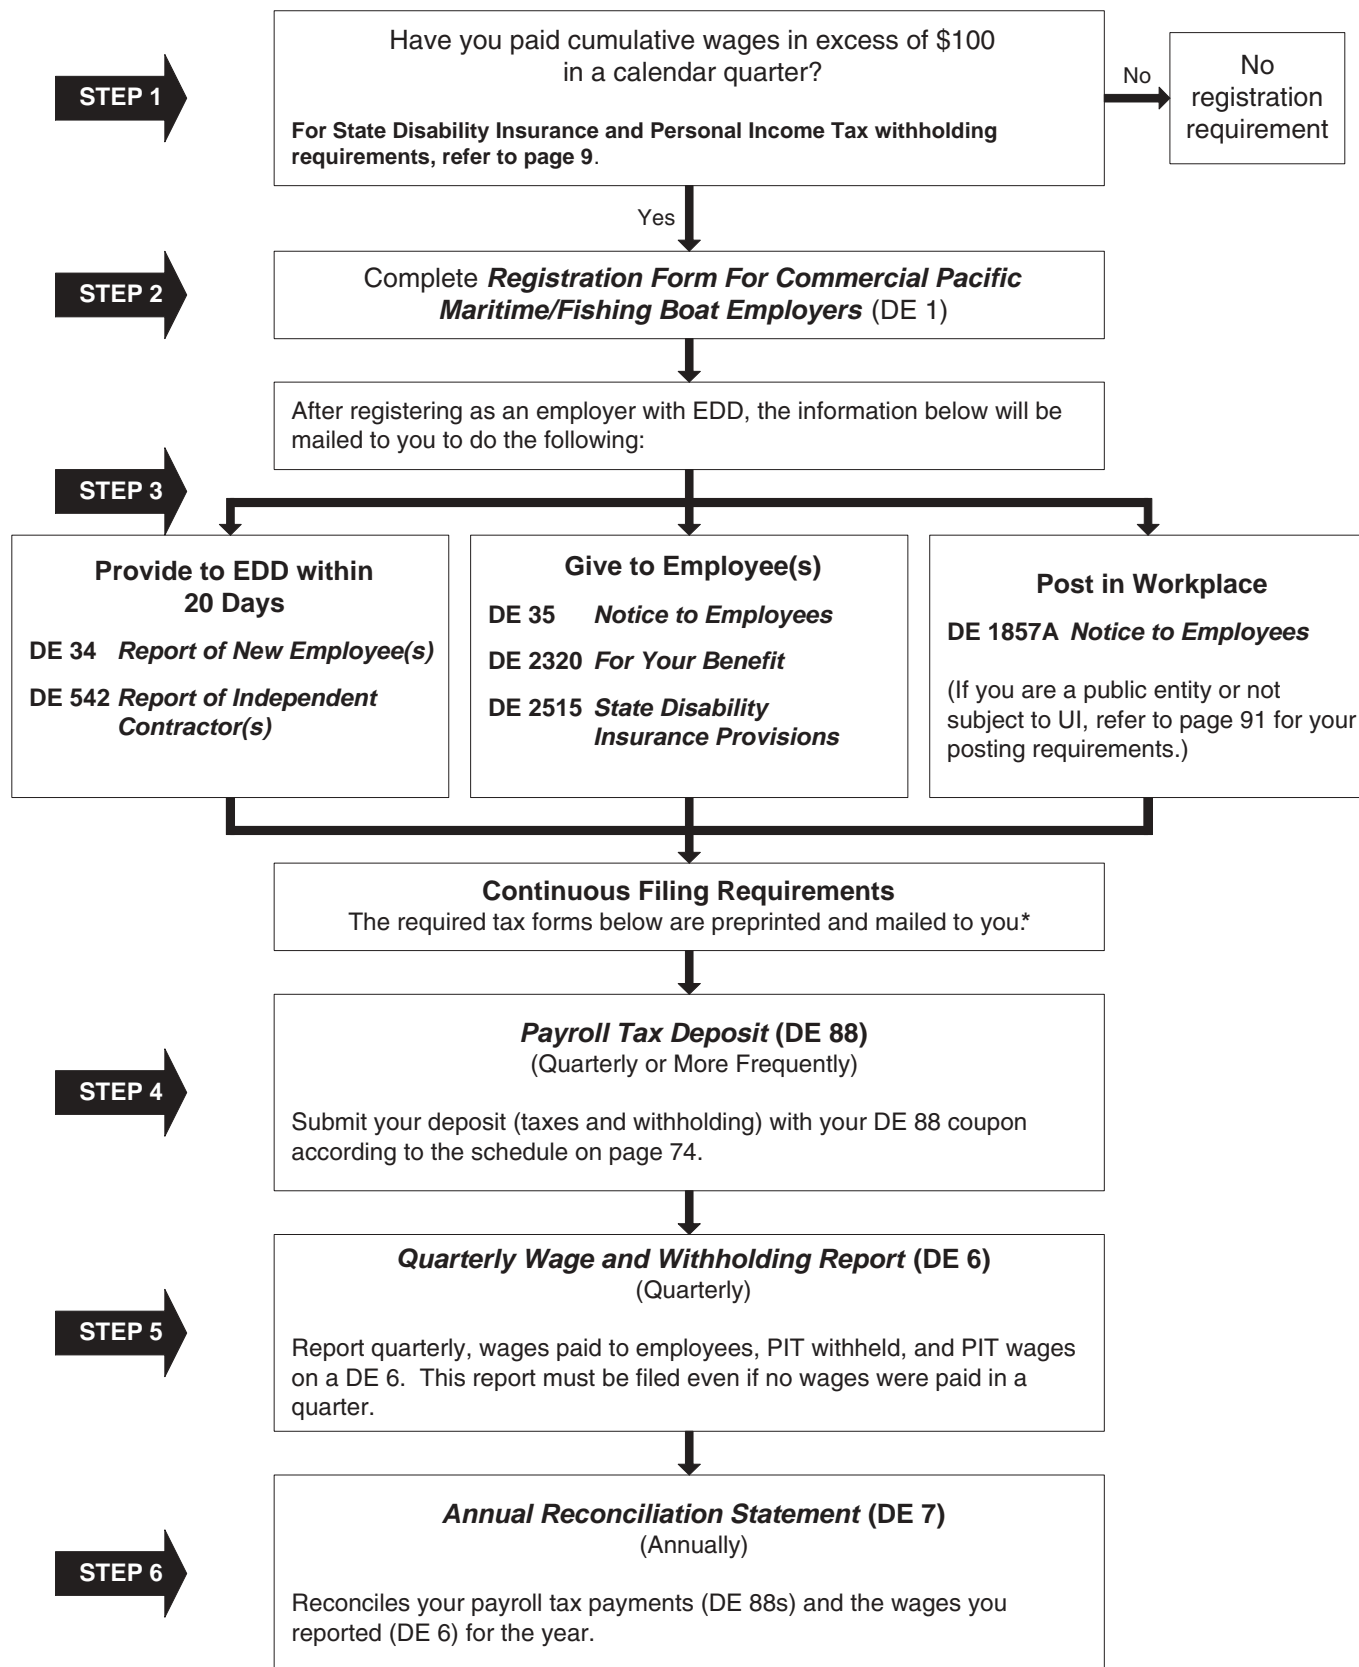 STEP 1
Have you paid cumulative wages in excess of $100
in a calendar quarter?
For State Disability Insurance and Personal Income Tax withholding
requirements, refer to page 9.
No
No
registration
requirement
Yes
STEP 2
Complete Registration Form For Commercial Pacific
Maritime/Fishing Boat Employers (DE 1)
After registering as an employer with EDD, the information below will be
mailed to you to do the following:
STEP 3
Provide to EDD within
20 Days
DE 34 Report of New Employee(s)
DE 542 Report of Independent
Contractor(s)
Give to Employee(s)
DE 35 Notice to Employees
DE 2320 For Your Benefit
DE 2515 State Disability
Insurance Provisions
Post in Workplace
DE 1857A Notice to Employees
(If you are a public entity or not
subject to UI, refer to page 91 for your
posting requirements.)
Continuous Filing Requirements
The required tax forms below are preprinted and mailed to you.*
STEP 4
Payroll Tax Deposit (DE 88)
(Quarterly or More Frequently)
Submit your deposit (taxes and withholding) with your DE 88 coupon
according to the schedule on page 74.
STEP 5
Quarterly Wage and Withholding Report (DE 6)
(Quarterly)
Report quarterly, wages paid to employees, PIT withheld, and PIT wages
on a DE 6. This report must be filed even if no wages were paid in a
quarter.
STEP 6
Annual Reconciliation Statement (DE 7)
(Annually)
Reconciles your payroll tax payments (DE 88s) and the wages you
reported (DE 6) for the year.